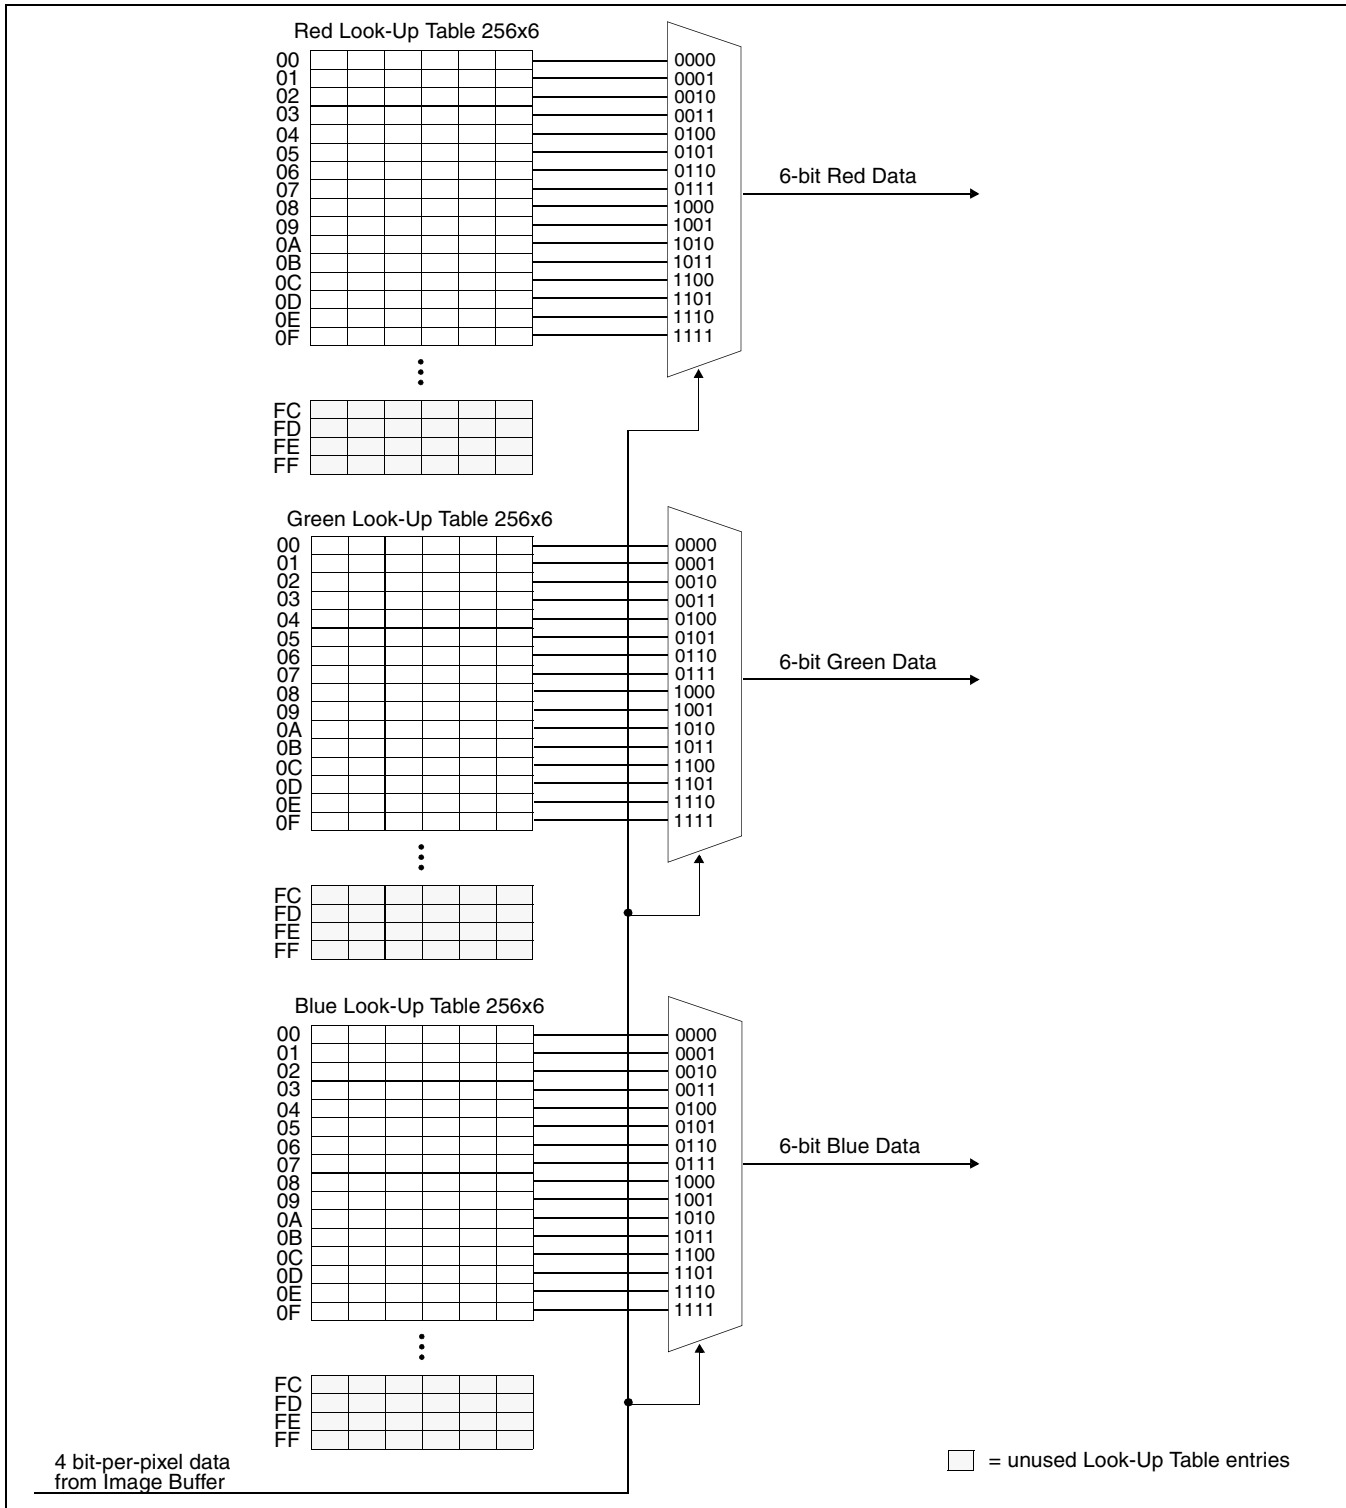 Red Look-Up Table 256x6
00 0000
01 0001
02 0010
03 0011
04 0100
05 0101
06 0110
07 0111
08 1000
09 1001
0A 1010
0B 1011
0C 1100
0D 1101
0E 1110
0F 1111
6-bit Red Data
FC
FD
FE
FF
Green Look-Up Table 256x6
00 0000
01 0001
02 0010
03 0011
04 0100
05 0101
06 0110
07 0111
08 1000
09 1001
0A 1010
0B 1011
0C 1100
0D 1101
0E 1110
0F 1111
6-bit Green Data
FC
FD
FE
FF
Blue Look-Up Table 256x6
00 0000
01 0001
02 0010
03 0011
04 0100
05 0101
06 0110
07 0111
08 1000
09 1001
0A 1010
0B 1011
0C 1100
0D 1101
0E 1110
0F 1111
6-bit Blue Data
FC
FD
FE
FF
4 bit-per-pixel data
from Image Buffer
= unused Look-Up Table entries